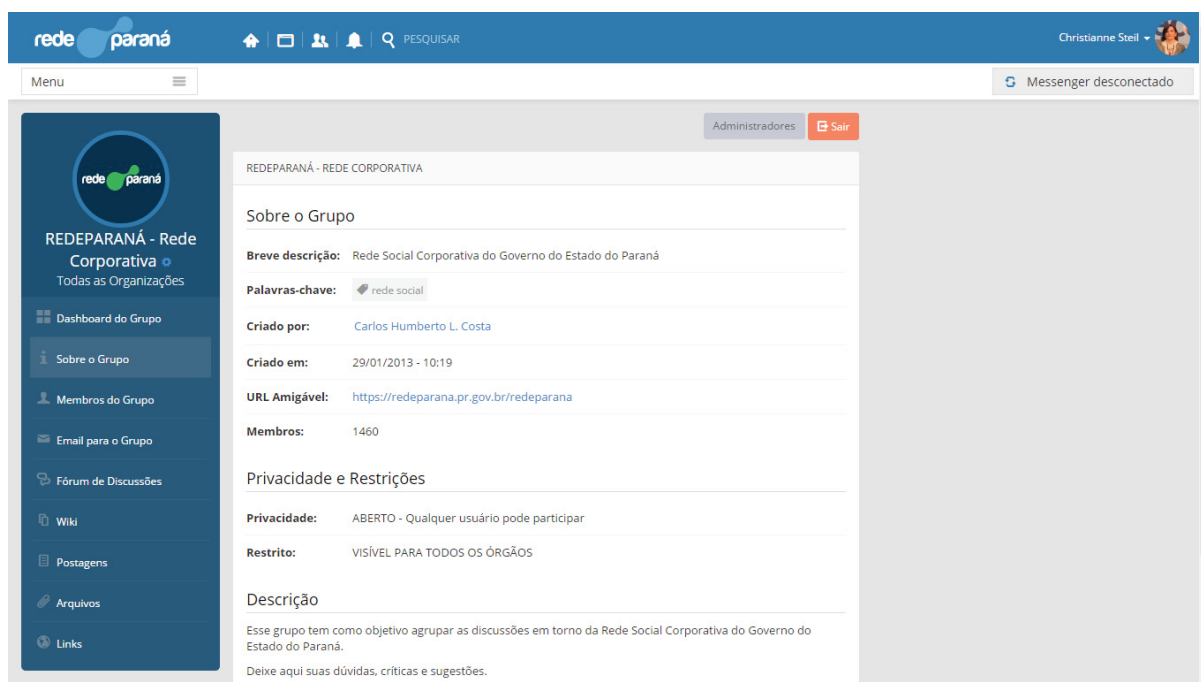 rede paraná
PESQUISAR
Christianne Steil
Menu
Messenger desconectado
Administradores
Sair
rede paraná
REDEPARANÁ - Rede
Corporativa
Todas as Organizações
Dashboard do Grupo
Sobre o Grupo
Membros do Grupo
Email para o Grupo
Fórum de Discussões
Wiki
Postagens
Arquivos
Links
REDEPARANÁ - REDE CORPORATIVA
Sobre o Grupo
Breve descrição: Rede Social Corporativa do Governo do Estado do Paraná
Palavras-chave: rede social
Criado por: Carlos Humberto L. Costa
Criado em: 29/01/2013 - 10:19
URL Amigável: https://redeparana.pr.gov.br/redeparana
Membros: 1460
Privacidade e Restrições
Privacidade: ABERTO - Qualquer usuário pode participar
Restrito: VISÍVEL PARA TODOS OS ÓRGÃOS
Descrição
Esse grupo tem como objetivo agrupar as discussões em torno da Rede Social Corporativa do Governo do
Estado do Paraná.
Deixe aqui suas dúvidas, críticas e sugestões.